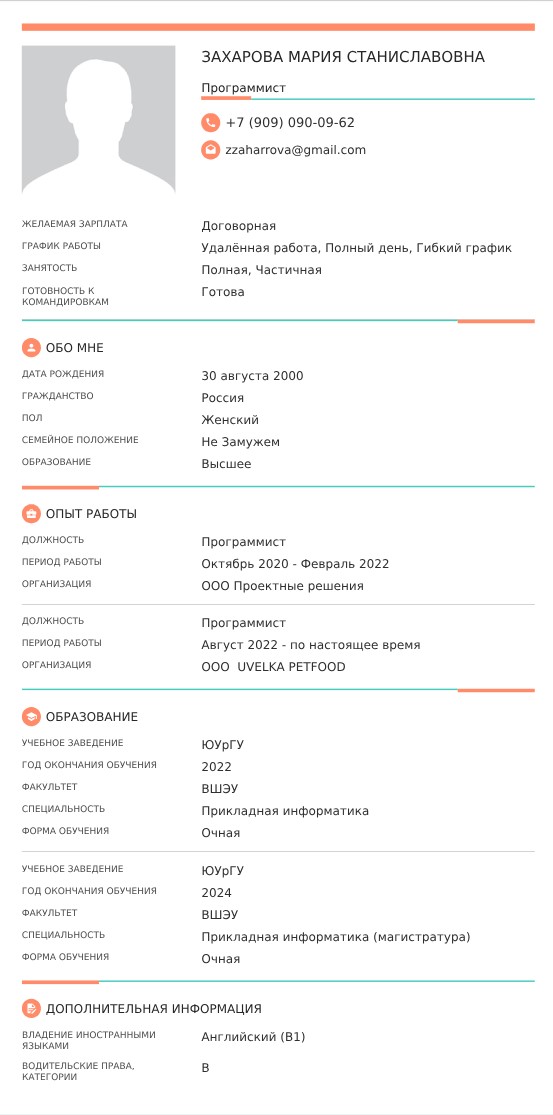 ЗАХАРОВА МАРИЯ СТАНИСЛАВОВНА
Программист
+7 (909) 090-09-62
zzaharrova@gmail.com
ЖЕЛАЕМАЯ ЗАРПЛАТА Договорная
ГРАФИК РАБОТЫ Удалённая работа, Полный день, Гибкий график
ЗАНЯТОСТЬ Полная, Частичная
ГОТОВНОСТЬ К Готова
КОМАНДИРОВКАМ
ОБО МНЕ
ДАТА РОЖДЕНИЯ 30 августа 2000
ГРАЖДАНСТВО Россия
ПОЛ Женский
СЕМЕЙНОЕ ПОЛОЖЕНИЕ Не Замужем
ОБРАЗОВАНИЕ Высшее
ОПЫТ РАБОТЫ
ДОЛЖНОСТЬ Программист
ПЕРИОД РАБОТЫ Октябрь 2020 - Февраль 2022
ОРГАНИЗАЦИЯ ООО Проектные решения
ДОЛЖНОСТЬ Программист
ПЕРИОД РАБОТЫ Август 2022 - по настоящее время
ОРГАНИЗАЦИЯ ООО  UVELKA PETFOOD
ОБРАЗОВАНИЕ
УЧЕБНОЕ ЗАВЕДЕНИЕ ЮУрГУ
ГОД ОКОНЧАНИЯ ОБУЧЕНИЯ 2022
ФАКУЛЬТЕТ ВШЭУ
СПЕЦИАЛЬНОСТЬ Прикладная информатика
ФОРМА ОБУЧЕНИЯ Очная
УЧЕБНОЕ ЗАВЕДЕНИЕ ЮУрГУ
ГОД ОКОНЧАНИЯ ОБУЧЕНИЯ 2024
ФАКУЛЬТЕТ ВШЭУ
СПЕЦИАЛЬНОСТЬ Прикладная информатика (магистратура)
ФОРМА ОБУЧЕНИЯ Очная
ДОПОЛНИТЕЛЬНАЯ ИНФОРМАЦИЯ
ВЛАДЕНИЕ ИНОСТРАННЫМИ Английский (B1)
ЯЗЫКАМИ
ВОДИТЕЛЬСКИЕ ПРАВА, B
КАТЕГОРИИ